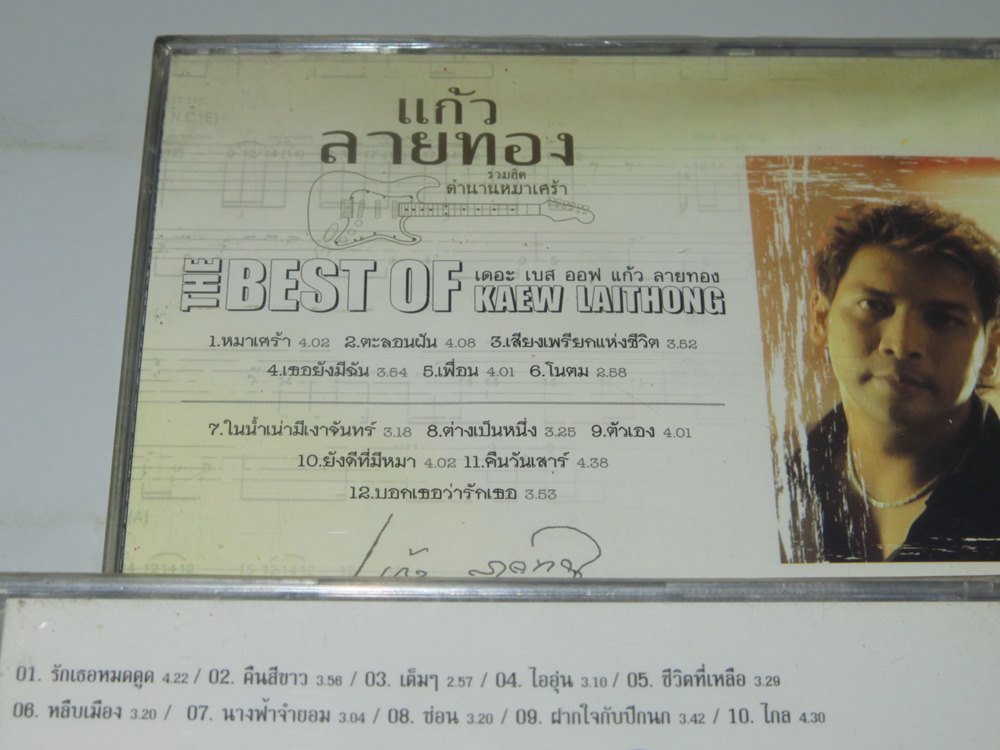 แก้ว
ลายทอง
รวมฮิต
ตำนานหมาเศร้า
THE BEST OF เดอะ เบส ออฟ แก้ว ลายทอง
KAEW LAITHONG
1.หมาเศร้า 4.02 2.ตะลอนฝัน 4.08 3.เสียงเพรียกแห่งชีวิต 3.52
4.เธอยังมีฉัน 3.54 5.เพื่อน 4.01 6.โนตม 2.58
7.ในน้ำเน่ามีเงาจันทร์ 3.18 8.ต่างเป็นหนึ่ง 3.25 9.ตัวเอง 4.01
10.ยังดีที่มีหมา 4.02 11.คืนวันเสาร์ 4.38
12.บอกเธอว่ารักเธอ 3.53
01. รักเธอหมดตูด 4.22 / 02. คืนสีขาว 3.56 / 03. เต็มๆ 2.57 / 04. ไออุ่น 3.10 / 05. ชีวิตที่เหลือ 3.29
06. หลีบเมือง 3.20 / 07. นางฟ้าจำยอม 3.04 / 08. ซ่อน 3.20 / 09. ฝากใจกับปีกนก 3.42 / 10. ไกล 4.30